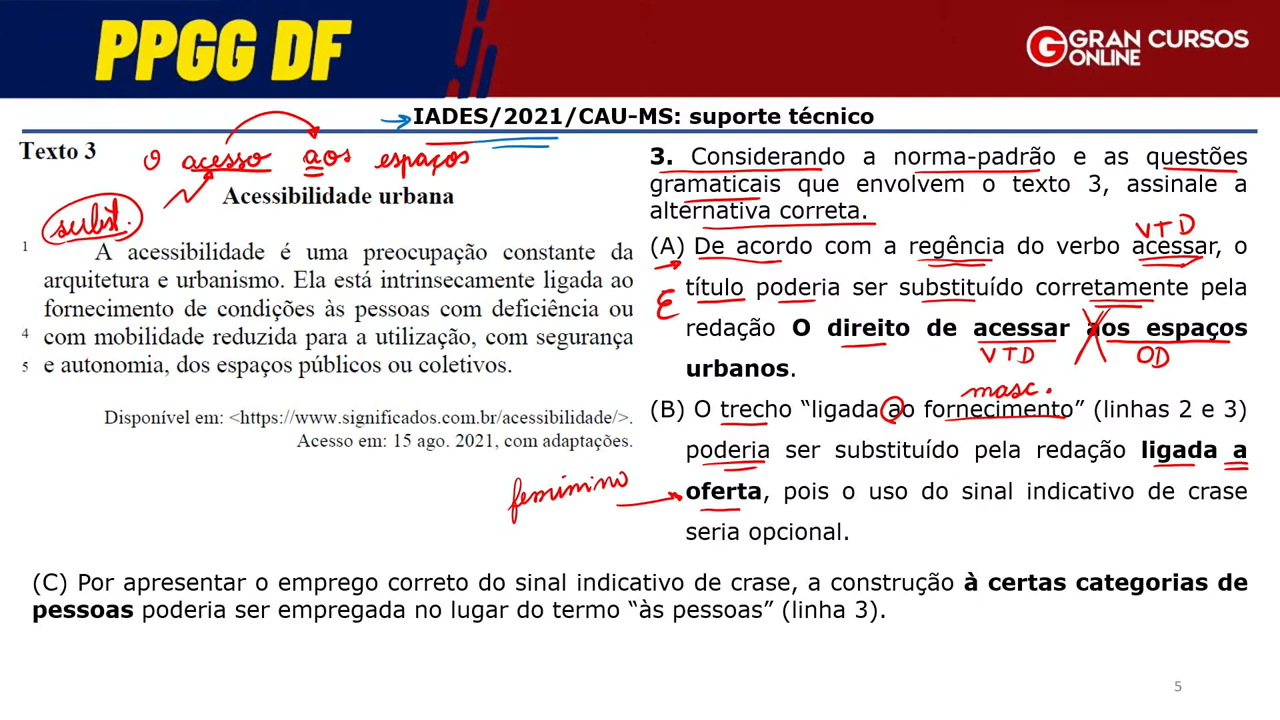 PPGG DF
GRAN CURSOS
ONLINE
IADES/2021/CAU-MS: suporte técnico
Texto 3
O acesso aos espaços
subst.
Acessibilidade urbana
1 A acessibilidade é uma preocupação constante da
arquitetura e urbanismo. Ela está intrinsecamente ligada ao
fornecimento de condições às pessoas com deficiência ou
4 com mobilidade reduzida para a utilização, com segurança
5 e autonomia, dos espaços públicos ou coletivos.
Disponível em: <https://www.significados.com.br/acessibilidade/>.
Acesso em: 15 ago. 2021, com adaptações.
3. Considerando a norma-padrão e as questões
gramaticais que envolvem o texto 3, assinale a
alternativa correta.
VTD
(A) De acordo com a regência do verbo acessar, o
E título poderia ser substituído corretamente pela
redação O direito de acessar aos espaços
VTD OD
urbanos.
masc.
(B) O trecho “ligada ao fornecimento” (linhas 2 e 3)
poderia ser substituído pela redação ligada a
feminino
oferta, pois o uso do sinal indicativo de crase
seria opcional.
(C) Por apresentar o emprego correto do sinal indicativo de crase, a construção à certas categorias de
pessoas poderia ser empregada no lugar do termo “às pessoas” (linha 3).
5